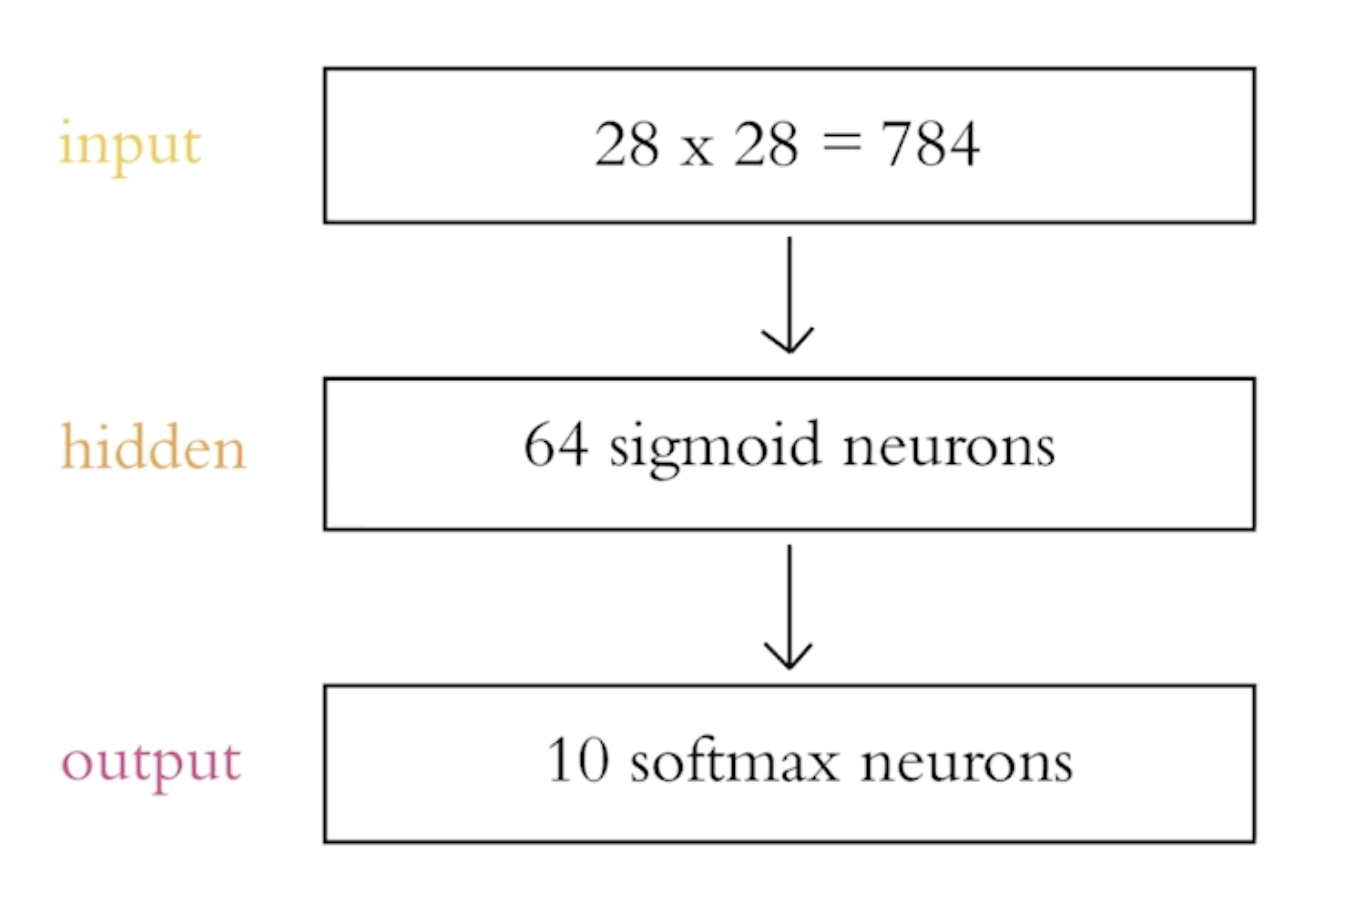 input
28 x 28 = 784
hidden
64 sigmoid neurons
output
10 softmax neurons